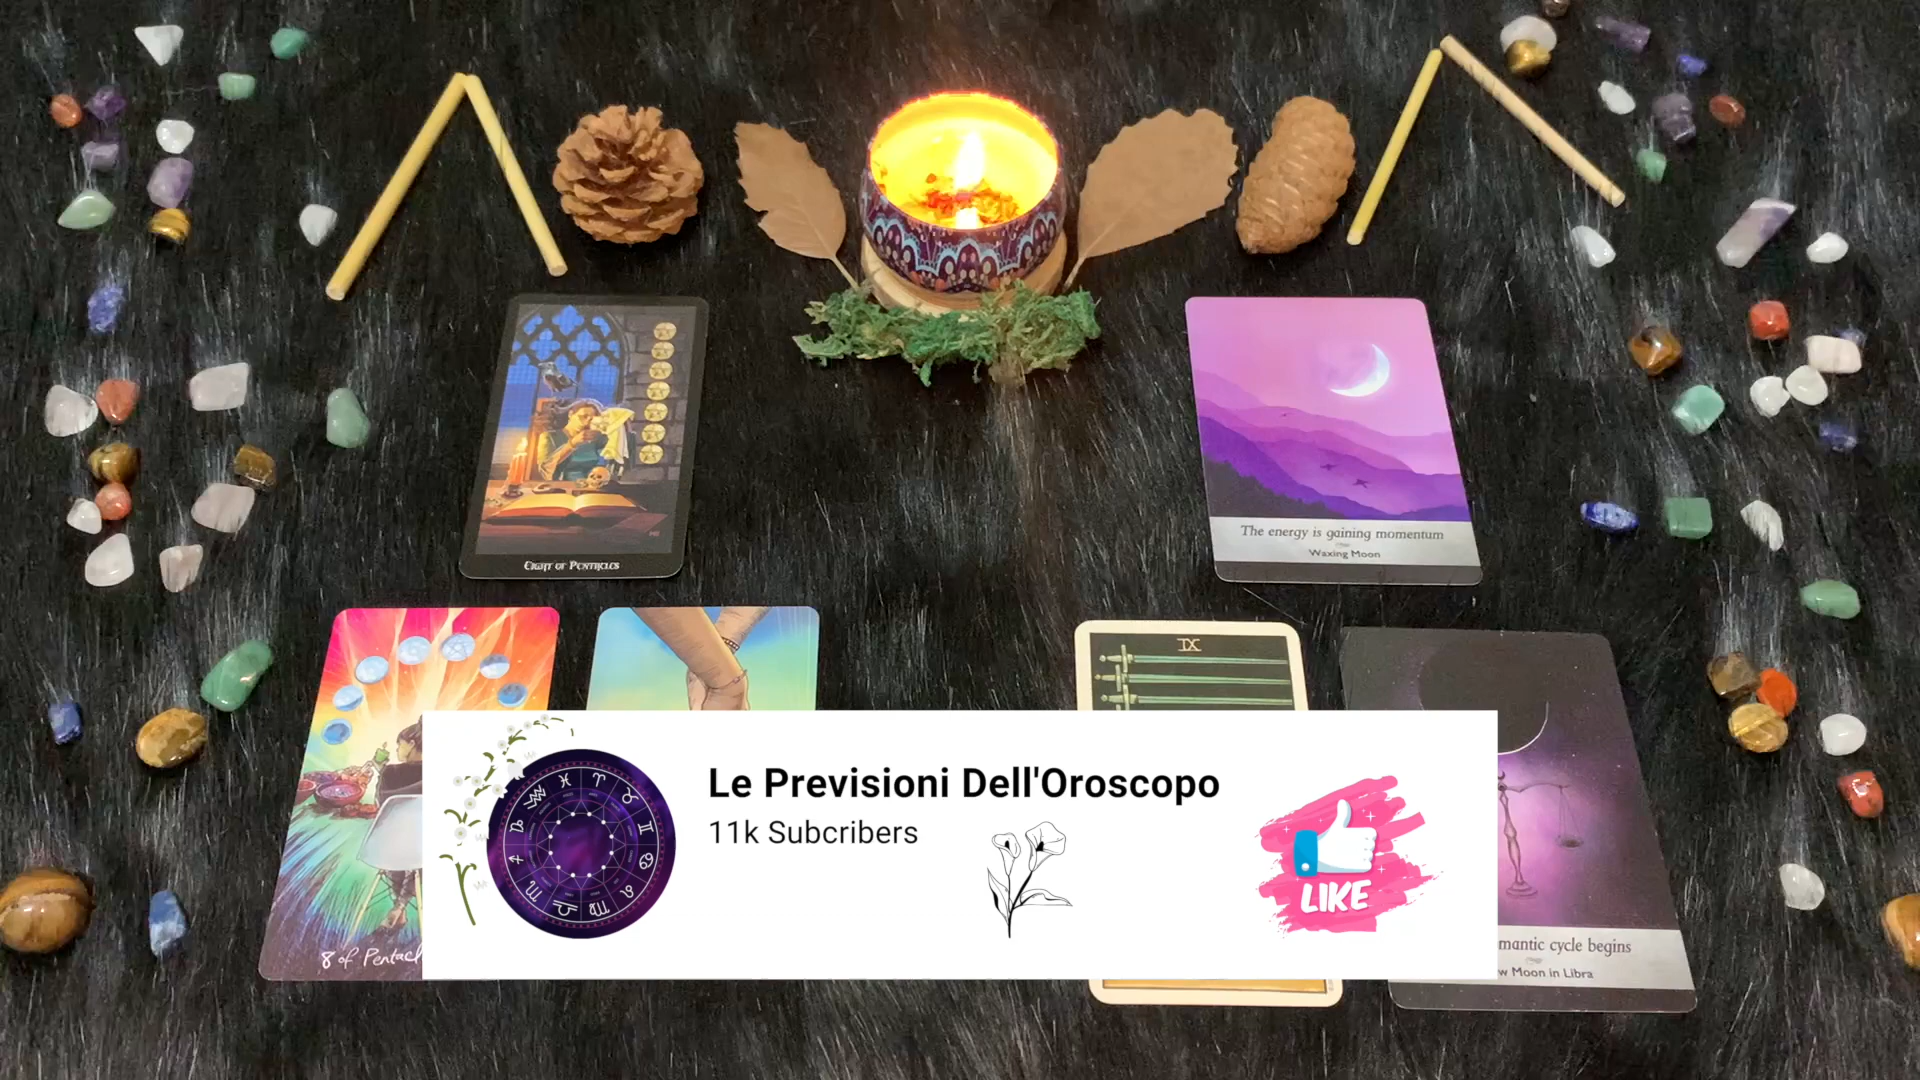 EIGHT OF PENTACLES
The energy is gaining momentum
Waxing Moon
IX
8 of Pentacl
Le Previsioni Dell'Oroscopo
11k Subcribers
LIKE
mantic cycle begins
w Moon in Libra